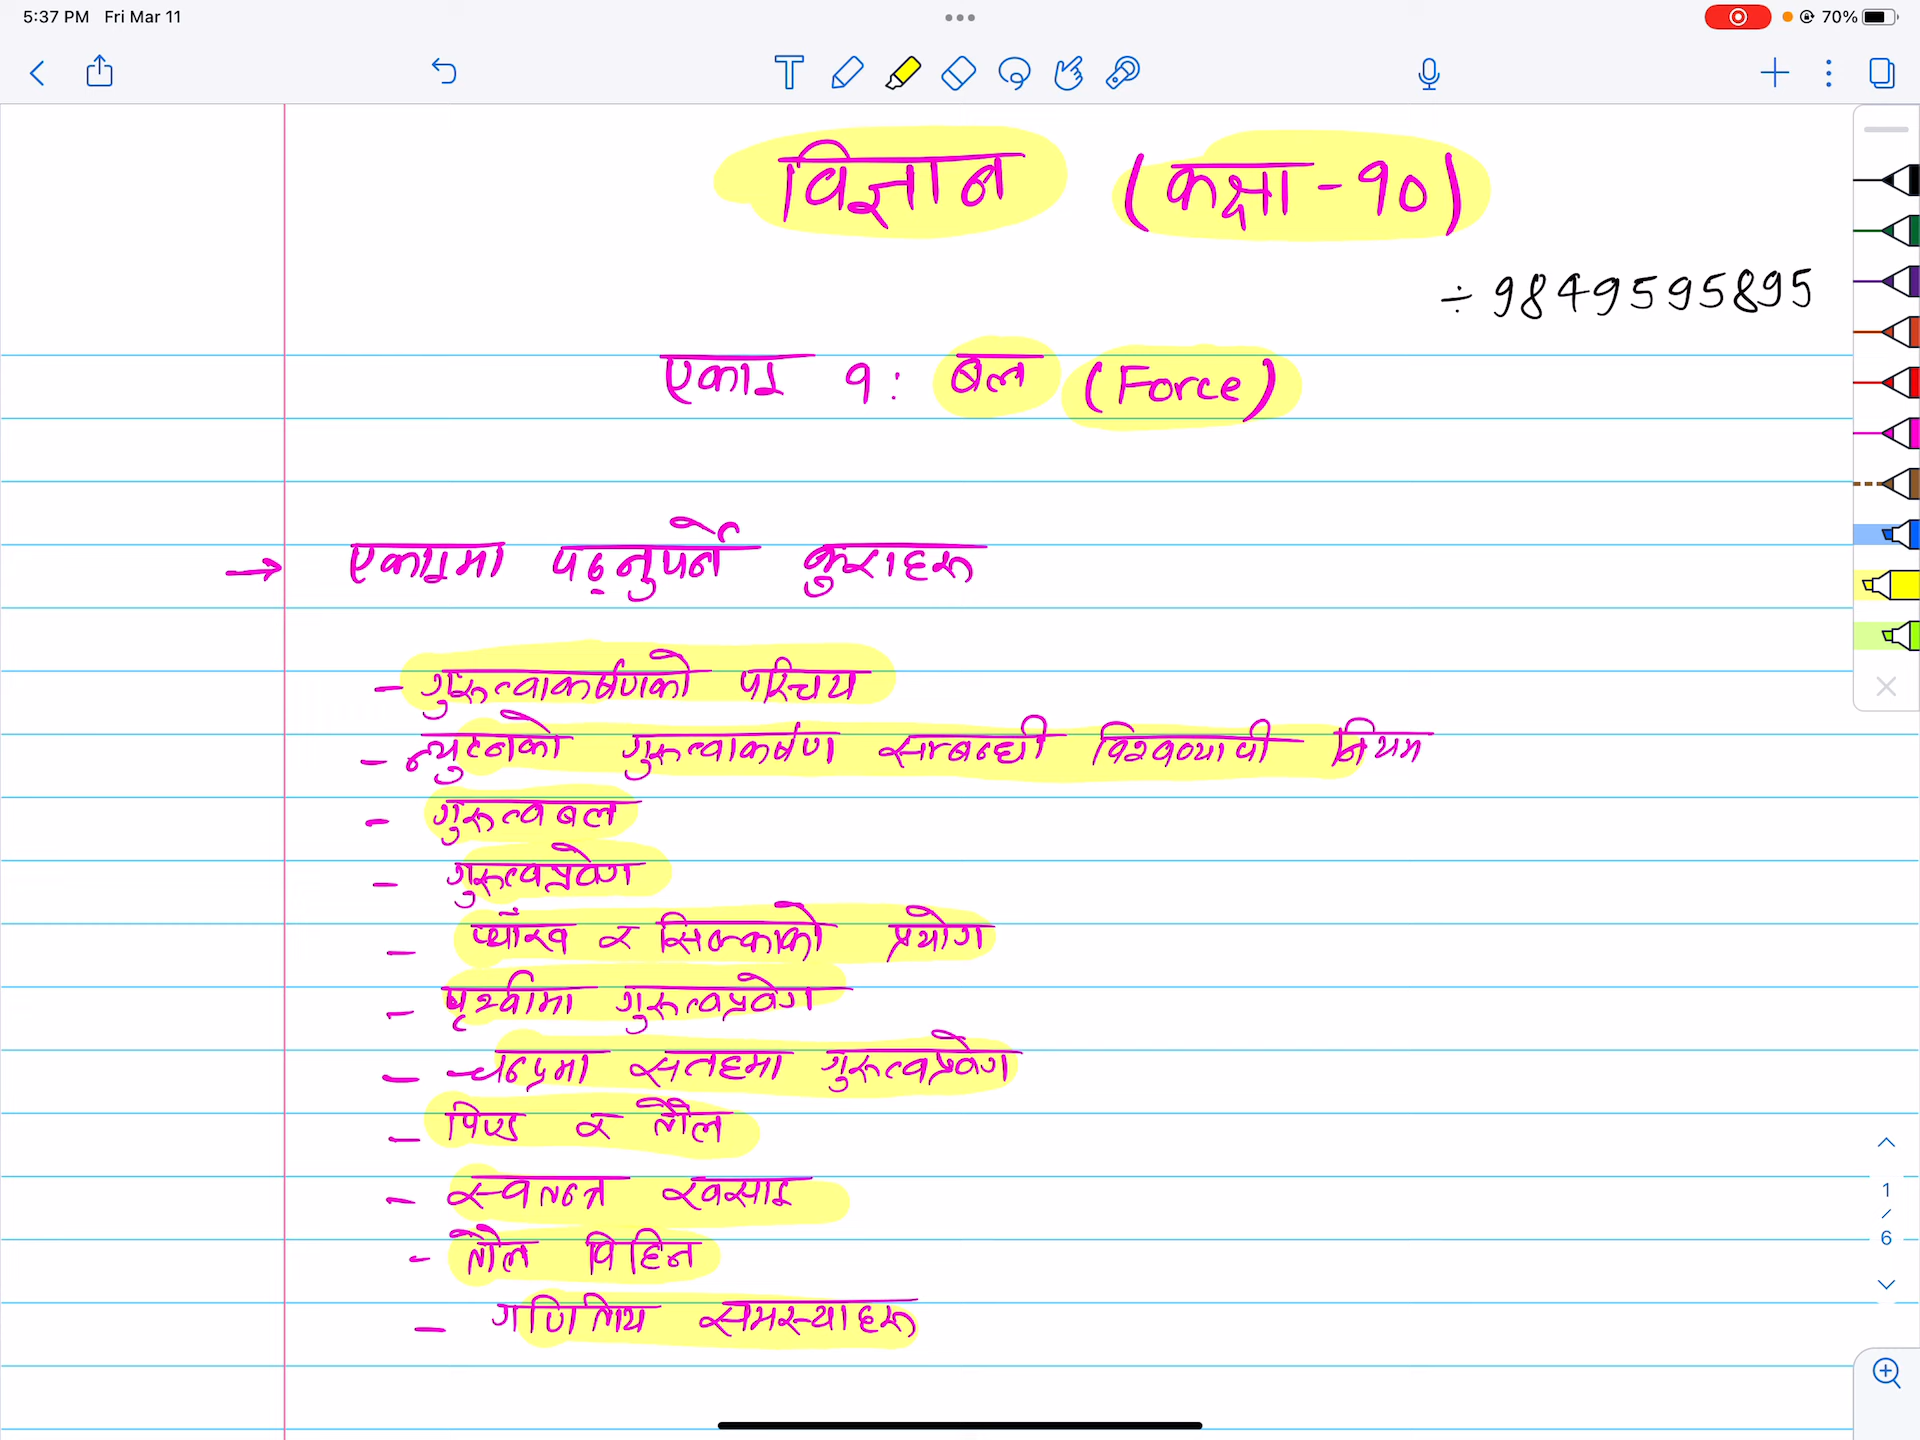 5:37 PM Fri Mar 11
70%
विज्ञान (कक्षा - १०)
÷ 9849595895
एकाइ १ : बल (Force)
→ एकाइमा पढ्नुपर्ने कुराहरू
- गुरुत्वाकर्षणको परिचय
- न्युटनको गुरुत्वाकर्षण सम्बन्धी विश्वव्यापी नियम
- गुरुत्वबल
- गुरुत्वप्रवेग
- प्वाँख र सिक्काको प्रयोग
- पृथ्वीमा गुरुत्वप्रवेग
- चन्द्रमा सतहमा गुरुत्वप्रवेग
- पिण्ड र तौल
- स्वतन्त्र खसाइ
- तौल विहिन
- गणितिय समस्याहरू
1
/
6